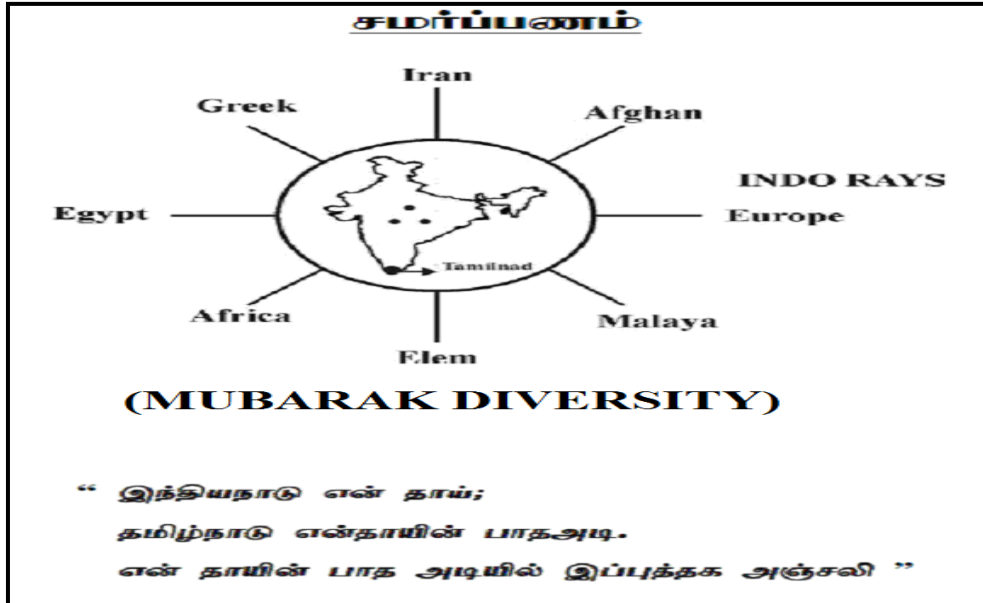 சமர்ப்பணம்
Iran
Greek
Afghan
INDO RAYS
Egypt
Europe
Tamilnad
Africa
Malaya
Elem
(MUBARAK DIVERSITY)
“ இந்தியநாடு என் தாய்;
தமிழ்நாடு என்தாயின் பாதஅடி.
என் தாயின் பாத அடியில் இப்புத்தக அஞ்சலி ”